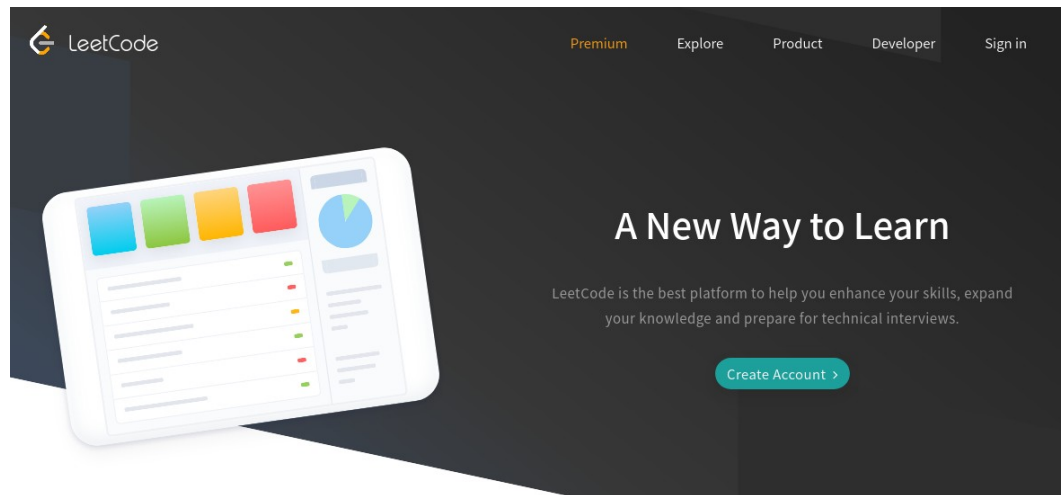 LeetCode
Premium Explore Product Developer Sign in
A New Way to Learn
LeetCode is the best platform to help you enhance your skills, expand
your knowledge and prepare for technical interviews.
Create Account >